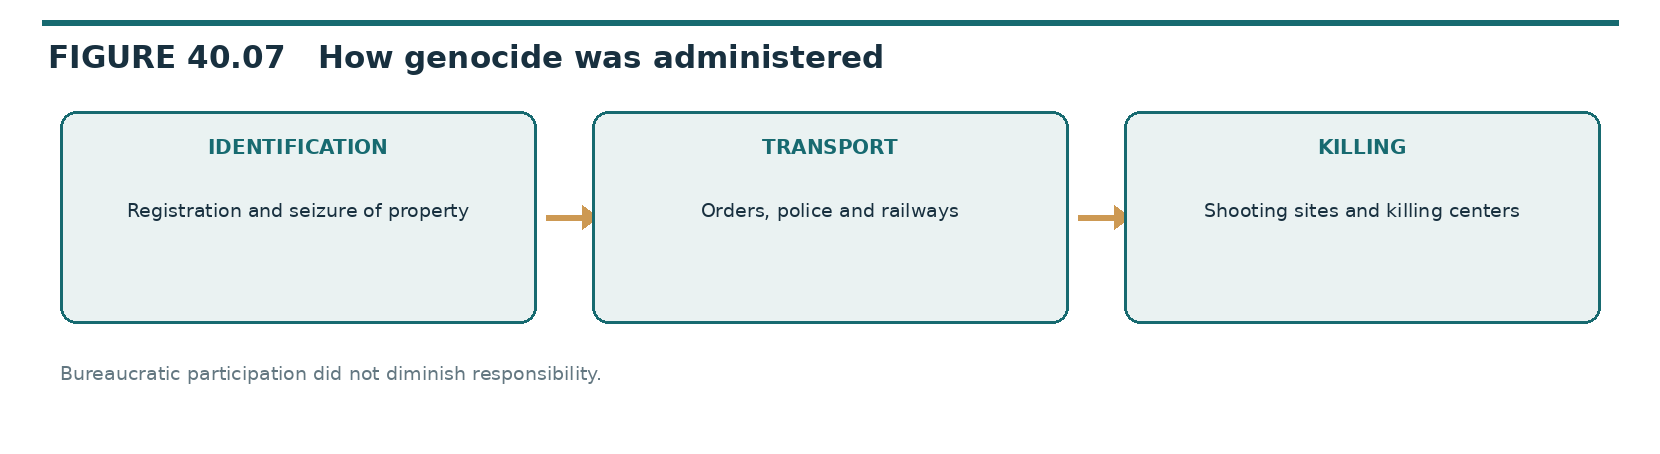 FIGURE 40.07 How genocide was administered
IDENTIFICATION
Registration and seizure of property
TRANSPORT
Orders, police and railways
KILLING
Shooting sites and killing centers
Bureaucratic participation did not diminish responsibility.